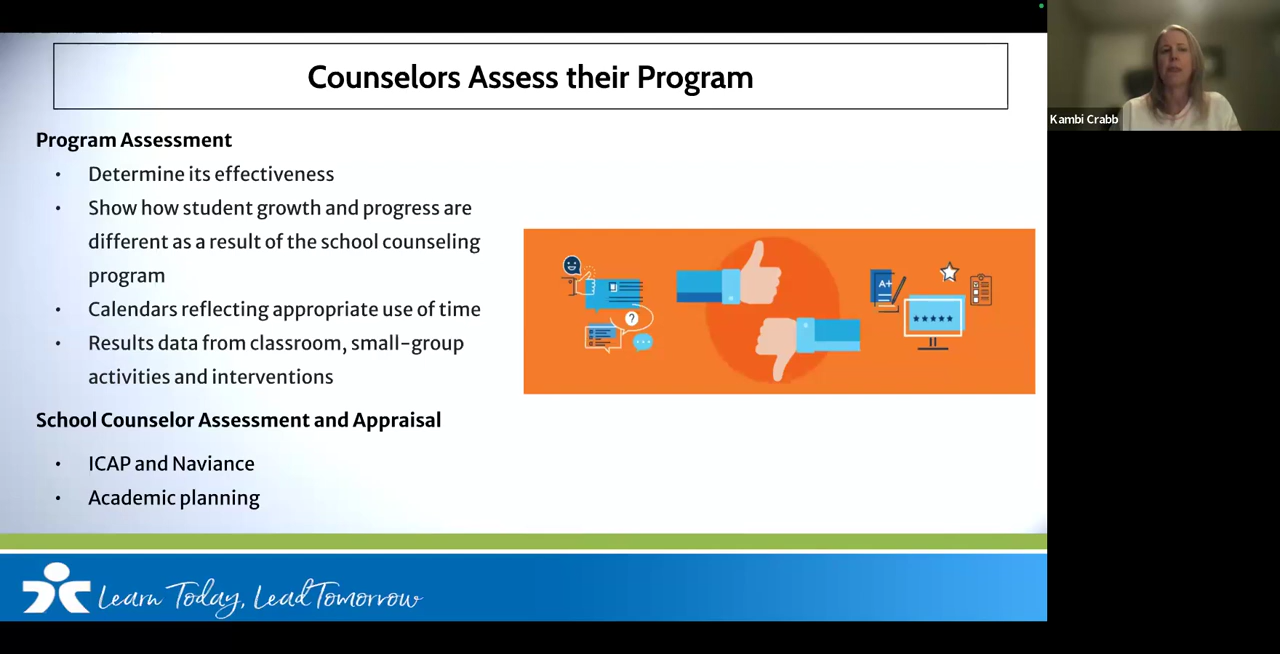 Counselors Assess their Program
Kambi Crabb
Program Assessment
• Determine its effectiveness
• Show how student growth and progress are
different as a result of the school counseling
program
• Calendars reflecting appropriate use of time
• Results data from classroom, small-group
activities and interventions
?
A+
School Counselor Assessment and Appraisal
• ICAP and Naviance
• Academic planning
Learn Today, Lead Tomorrow